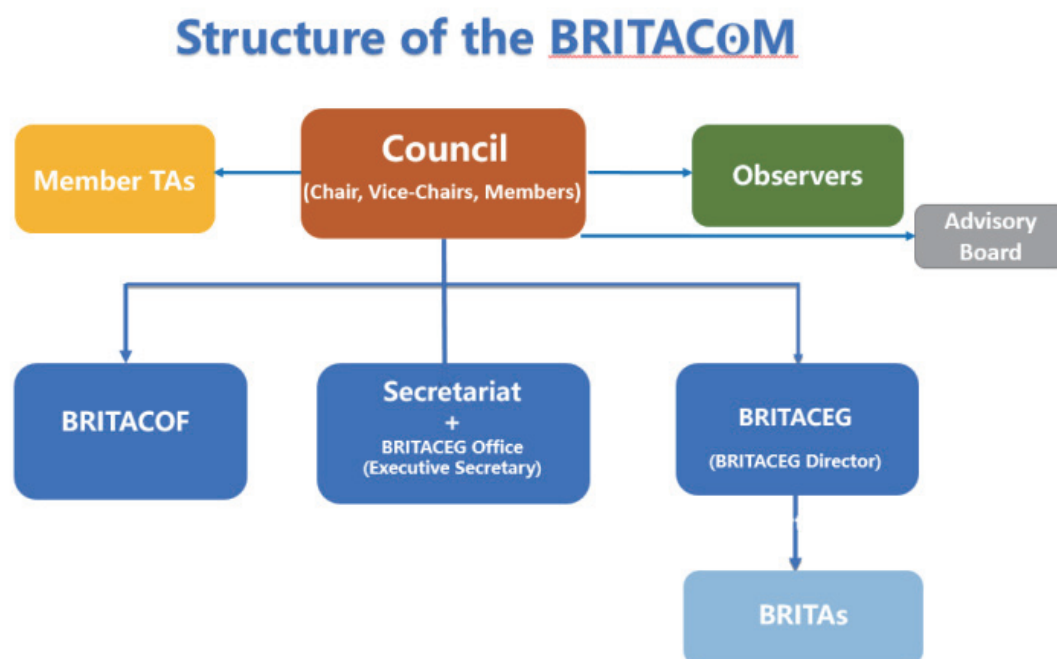 Structure of the BRITACOM
Member TAs
Council
(Chair, Vice-Chairs, Members)
Observers
Advisory
Board
BRITACOF
Secretariat
+
BRITACEG Office
(Executive Secretary)
BRITACEG
(BRITACEG Director)
BRITAs